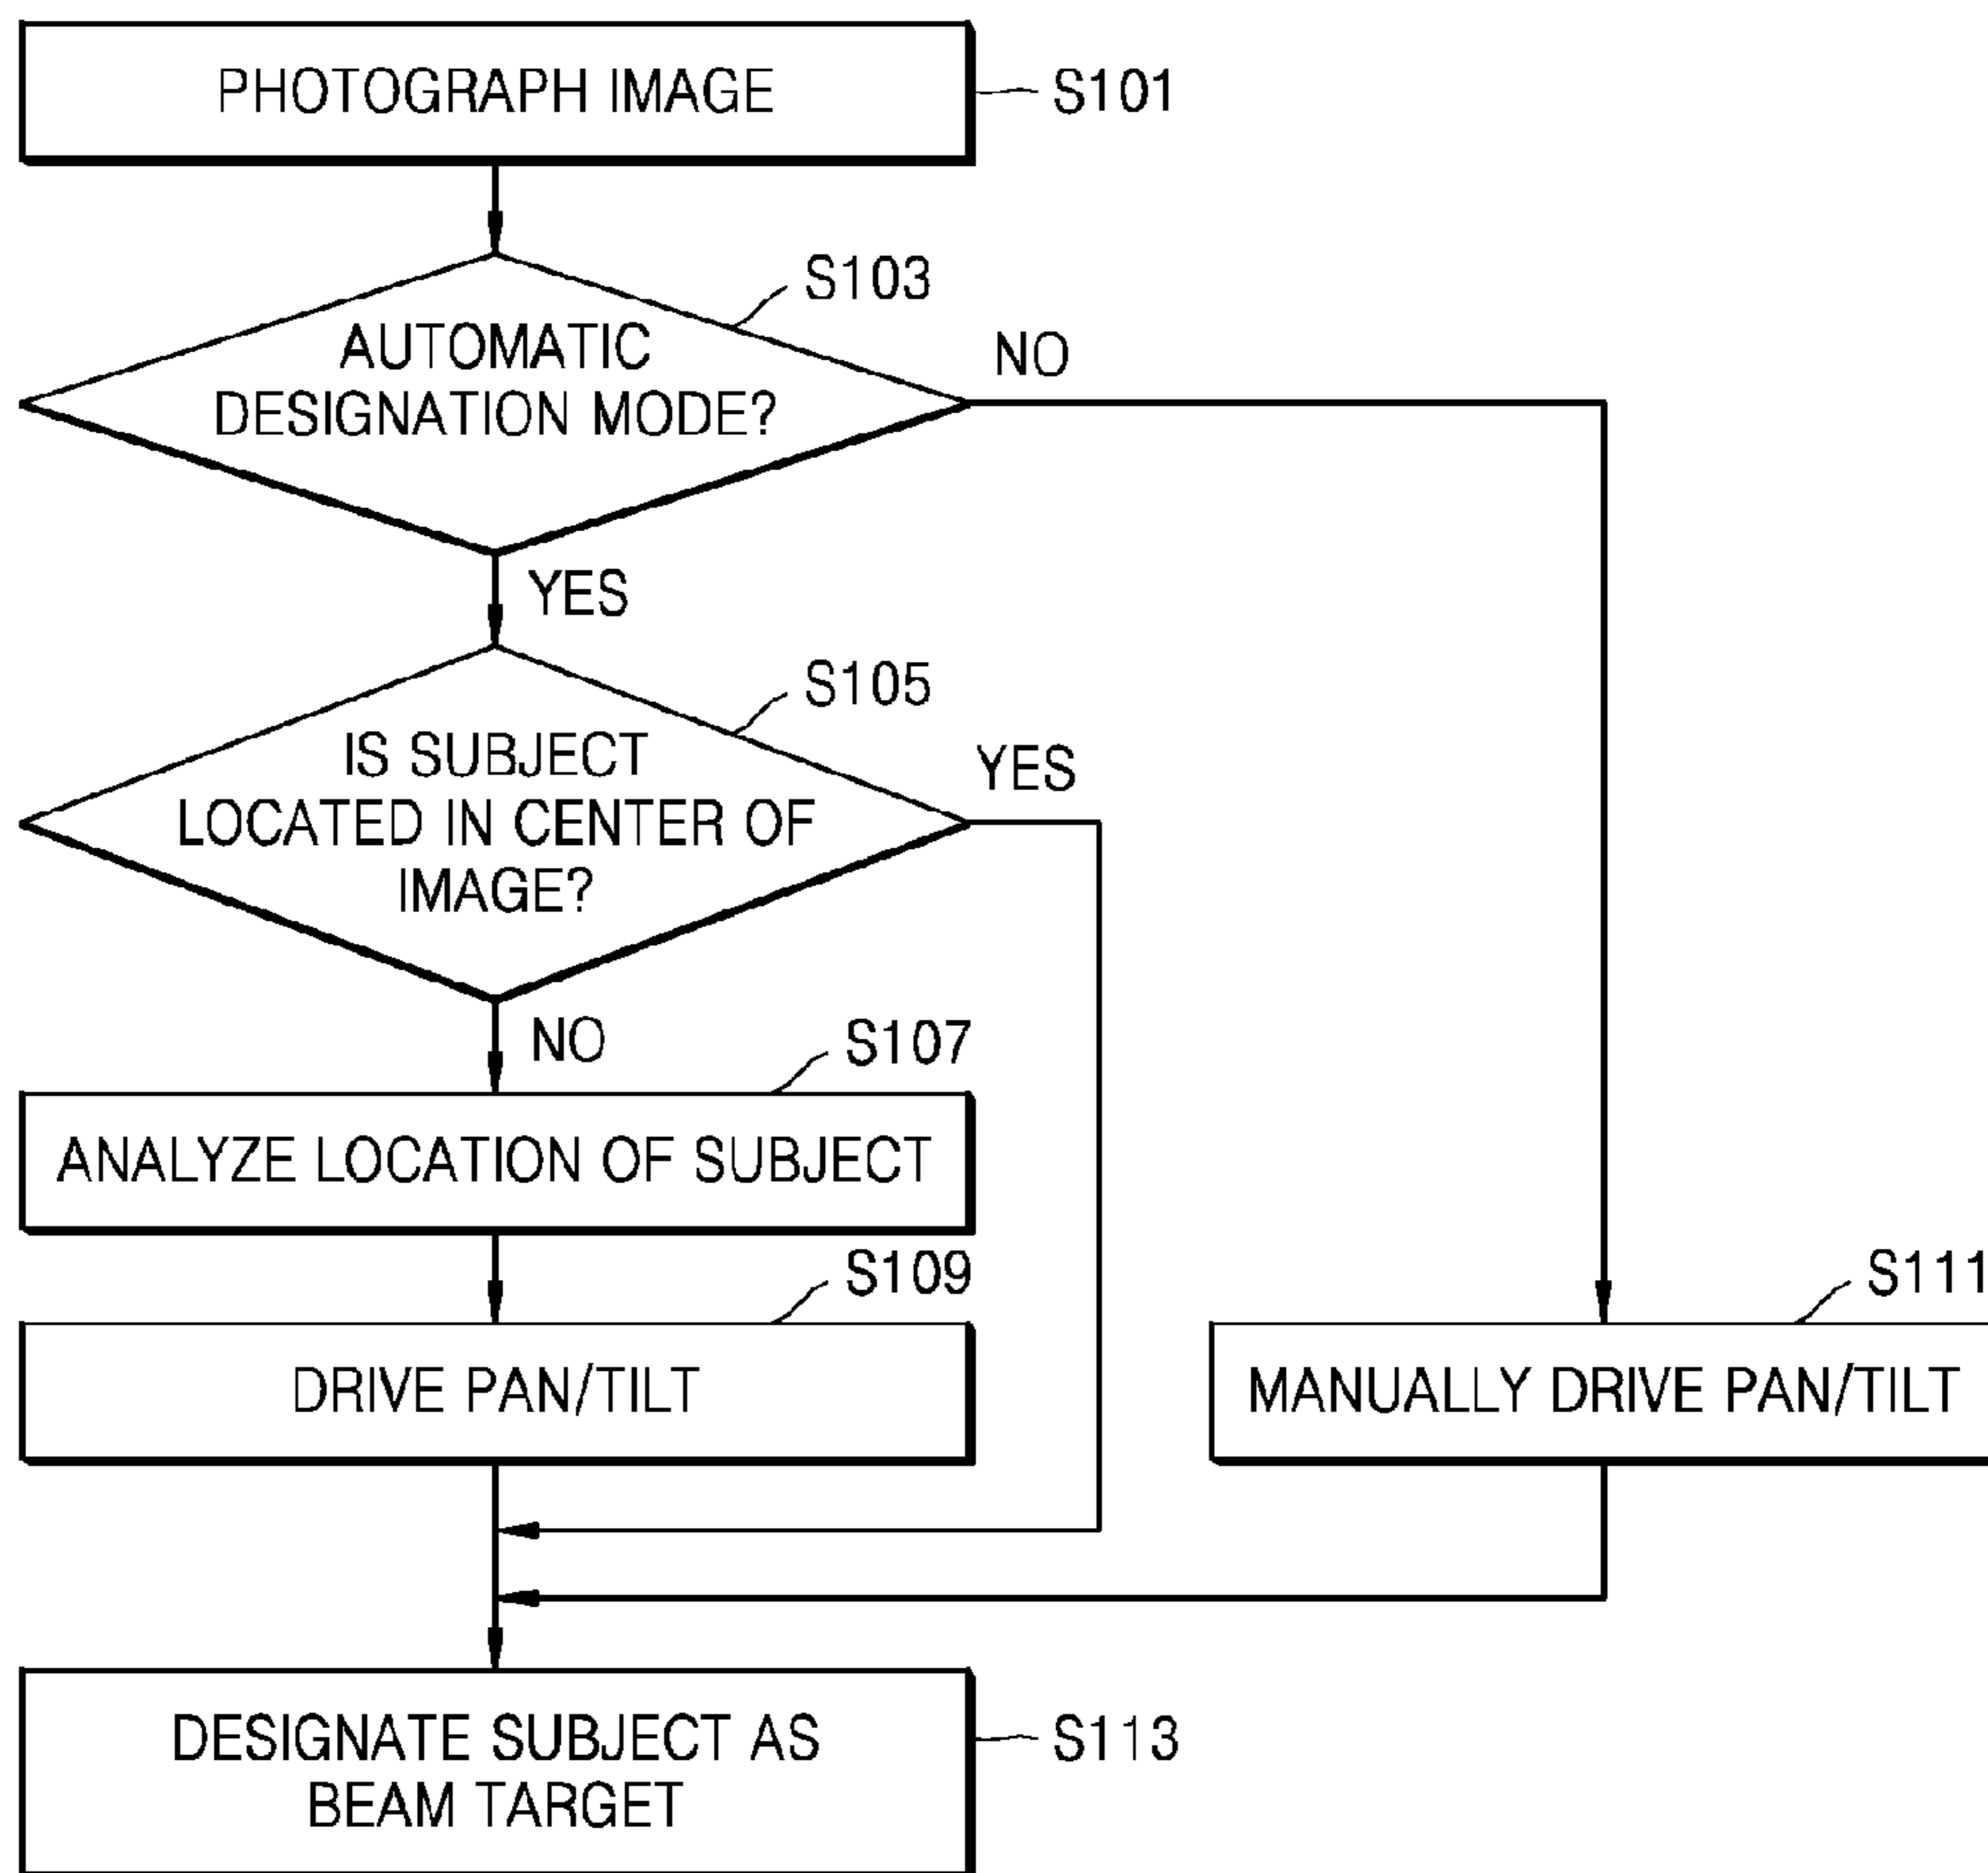 PHOTOGRAPH IMAGE
S101
S103
AUTOMATIC
DESIGNATION MODE?
NO
YES
S105
IS SUBJECT
LOCATED IN CENTER OF
IMAGE?
YES
NO
S107
ANALYZE LOCATION OF SUBJECT
S109
DRIVE PAN/TILT
S111
MANUALLY DRIVE PAN/TILT
DESIGNATE SUBJECT AS
BEAM TARGET
S113